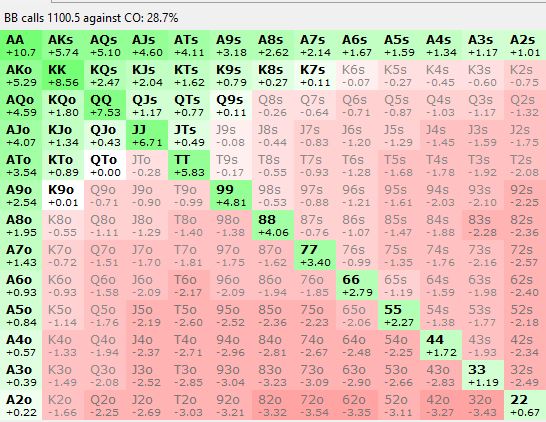 BB calls 1100.5 against CO: 28.7%
AA AKs AQs AJs ATs A9s A8s A7s A6s A5s A4s A3s A2s
+10.7 +5.74 +5.10 +4.60 +4.11 +3.18 +2.62 +2.14 +1.67 +1.59 +1.34 +1.17 +1.01
AKo KK KQs KJs KTs K9s K8s K7s K6s K5s K4s K3s K2s
+5.29 +8.56 +2.47 +2.04 +1.62 +0.79 +0.27 +0.11 -0.07 -0.27 -0.45 -0.60 -0.75
AQo KQo QQ QJs QTs Q9s Q8s Q7s Q6s Q5s Q4s Q3s Q2s
+4.59 +1.80 +7.53 +1.17 +0.77 +0.11 -0.26 -0.64 -0.71 -0.87 -1.03 -1.17 -1.32
AJo KJo QJo JJ JTs J9s J8s J7s J6s J5s J4s J3s J2s
+4.07 +1.34 +0.43 +6.71 +0.49 -0.08 -0.44 -0.83 -1.20 -1.29 -1.45 -1.59 -1.75
ATo KTo QTo JTo TT T9s T8s T7s T6s T5s T4s T3s T2s
+3.54 +0.89 +0.00 -0.28 +5.83 -0.17 -0.55 -0.93 -1.28 -1.68 -1.78 -1.92 -2.08
A9o K9o Q9o J9o T9o 99 98s 97s 96s 95s 94s 93s 92s
+2.54 +0.01 -0.71 -0.90 -0.99 +4.81 -0.53 -0.88 -1.21 -1.61 -2.03 -2.10 -2.25
A8o K8o Q8o J8o T8o 98o 88 87s 86s 85s 84s 83s 82s
+1.95 -0.55 -1.11 -1.29 -1.40 -1.38 +4.06 -0.76 -1.07 -1.47 -1.88 -2.28 -2.36
A7o K7o Q7o J7o T7o 97o 87o 77 76s 75s 74s 73s 72s
+1.43 -0.72 -1.51 -1.70 -1.81 -1.75 -1.62 +3.40 -0.99 -1.35 -1.76 -2.16 -2.57
A6o K6o Q6o J6o T6o 96o 86o 76o 66 65s 64s 63s 62s
+0.93 -0.93 -1.58 -2.09 -2.17 -2.09 -1.94 -1.85 +2.79 -1.19 -1.59 -1.98 -2.40
A5o K5o Q5o J5o T5o 95o 85o 75o 65o 55 54s 53s 52s
+0.84 -1.14 -1.76 -2.19 -2.60 -2.52 -2.36 -2.23 -2.06 +2.27 -1.38 -1.77 -2.18
A4o K4o Q4o J4o T4o 94o 84o 74o 64o 54o 44 43s 42s
+0.57 -1.33 -1.94 -2.37 -2.71 -2.96 -2.81 -2.67 -2.48 -2.25 +1.72 -1.93 -2.34
A3o K3o Q3o J3o T3o 93o 83o 73o 63o 53o 43o 33 32s
+0.39 -1.49 -2.08 -2.52 -2.85 -3.04 -3.23 -3.09 -2.90 -2.66 -2.83 +1.19 -2.49
A2o K2o Q2o J2o T2o 92o 82o 72o 62o 52o 42o 32o 22
+0.22 -1.66 -2.25 -2.69 -3.03 -3.21 -3.32 -3.54 -3.35 -3.11 -3.27 -3.43 +0.67